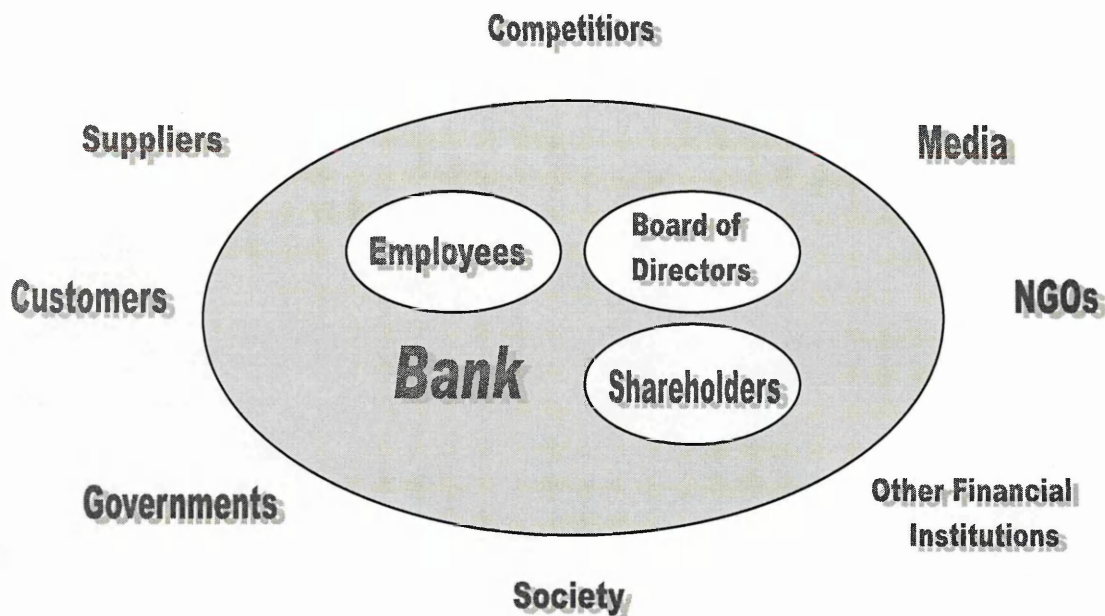 Competitiors
Suppliers
Media
Employees
Board of
Directors
Customers
NGOs
Bank
Shareholders
Governments
Other Financial
Institutions
Society